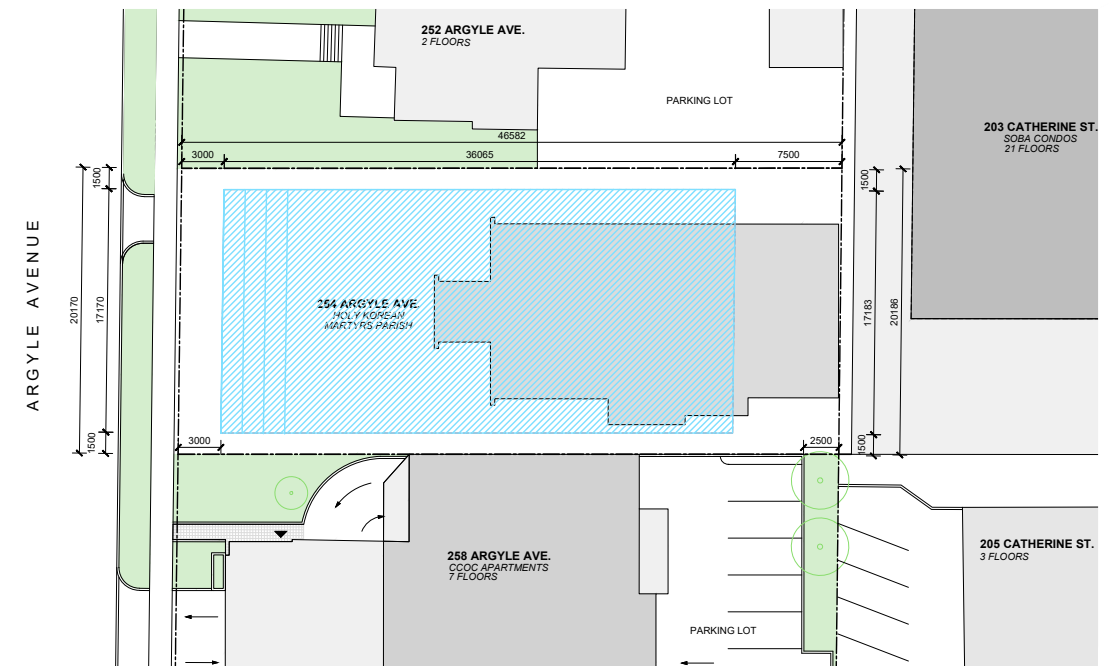 252 ARGYLE AVE.
2 FLOORS
PARKING LOT
203 CATHERINE ST.
SOBA CONDOS
21 FLOORS
46582
3000
36065
7500
1500
1500
ARGYLE AVENUE
20170
17170
254 ARGYLE AVE.
HOLY KOREAN
MARTYRS PARISH
17183
20186
1500
3000
2500
1500
258 ARGYLE AVE.
CCOC APARTMENTS
7 FLOORS
205 CATHERINE ST.
3 FLOORS
PARKING LOT